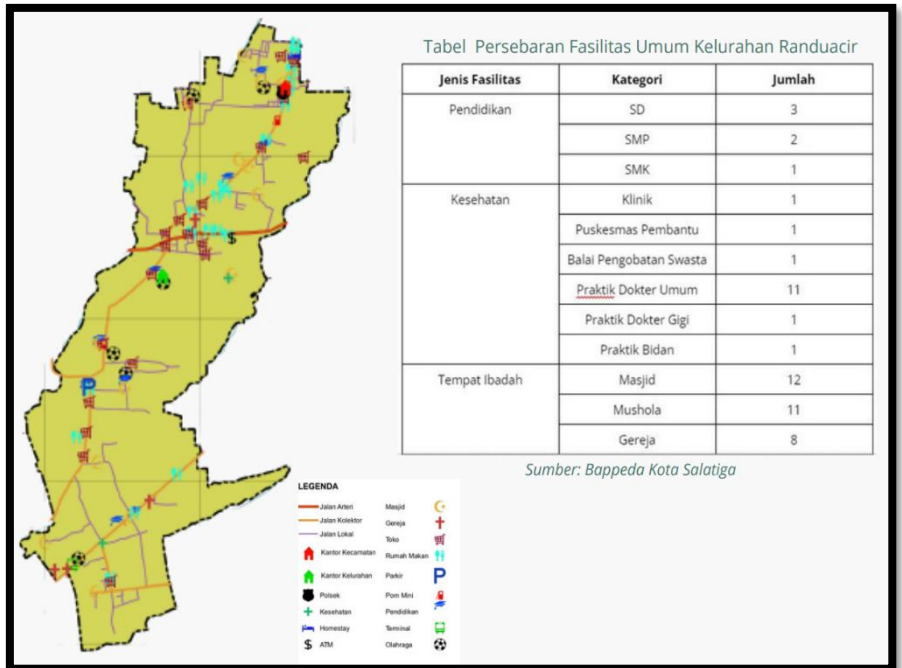 Tabel Persebaran Fasilitas Umum Kelurahan Randuacir
Jenis Fasilitas Kategori Jumlah
Pendidikan SD 3
SMP 2
SMK 1
Kesehatan Klinik 1
Puskesmas Pembantu 1
Balai Pengobatan Swasta 1
Praktik Dokter Umum 11
Praktik Dokter Gigi 1
Praktik Bidan 1
Tempat Ibadah Masjid 12
Mushola 11
Gereja 8
Sumber: Bappeda Kota Salatiga
LEGENDA
Jalan Arteri Masjid
Jalan Kolektor Gereja
Jalan Lokal Toko
Kantor Kecamatan Rumah Makan
Kantor Kelurahan Parkir P
Polsek Pom Mini
Kesehatan Pendidikan
Homestay Terminal
$ ATM Olahraga
P
$